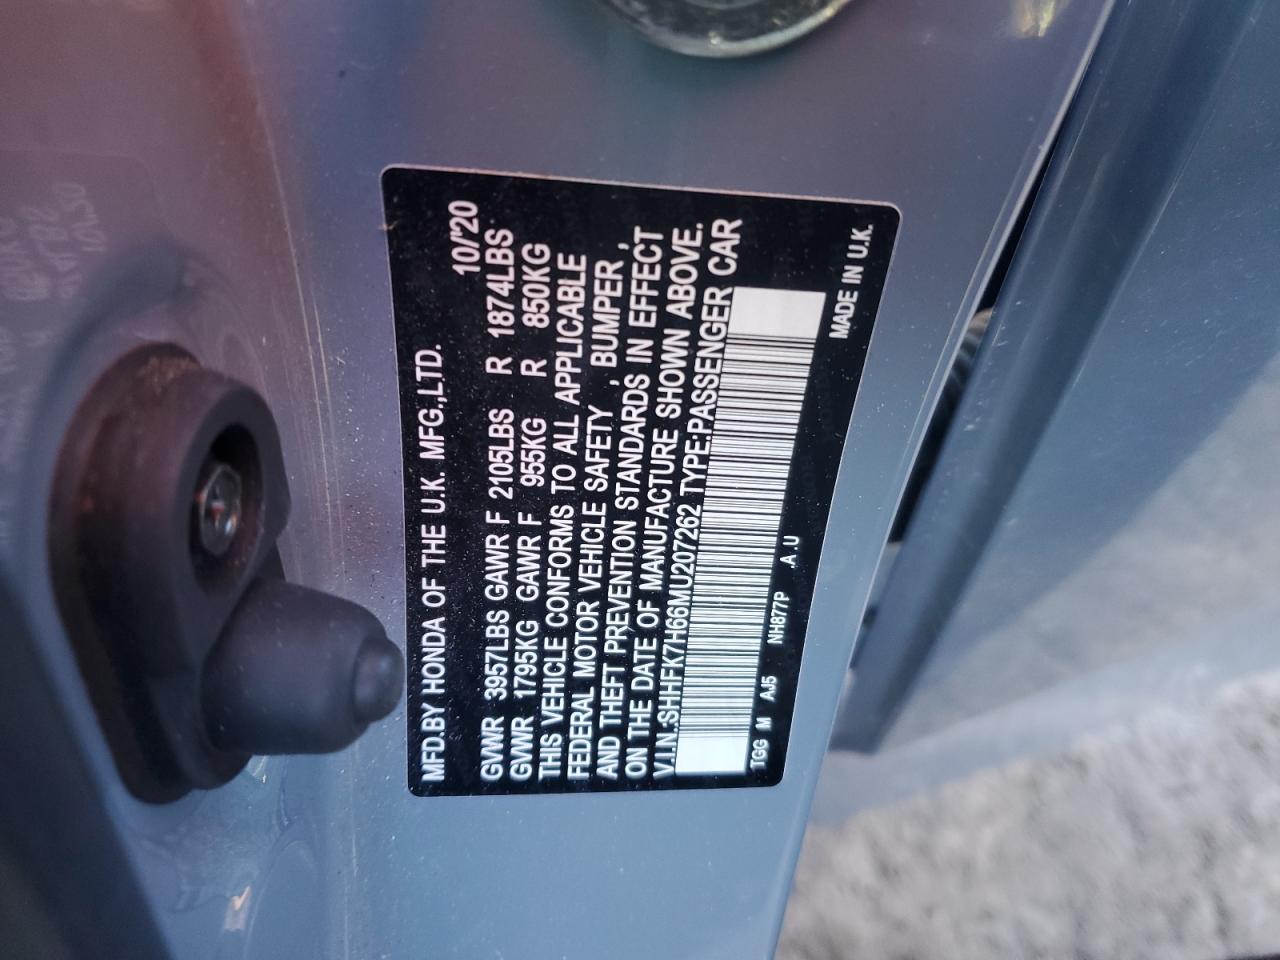 MFD.BY HONDA OF THE U.K. MFG.,LTD. 10/'20
GVWR 3957LBS GAWR F 2105LBS R 1874LBS
GVWR 1795KG GAWR F 955KG R 850KG
THIS VEHICLE CONFORMS TO ALL APPLICABLE
FEDERAL MOTOR VEHICLE SAFETY , BUMPER ,
AND THEFT PREVENTION STANDARDS IN EFFECT
ON THE DATE OF MANUFACTURE SHOWN ABOVE.
V.I.N.:SHHFK7H66MU207262 TYPE:PASSENGER CAR
TGG M AJ5 NH877P .A.U MADE IN U.K.